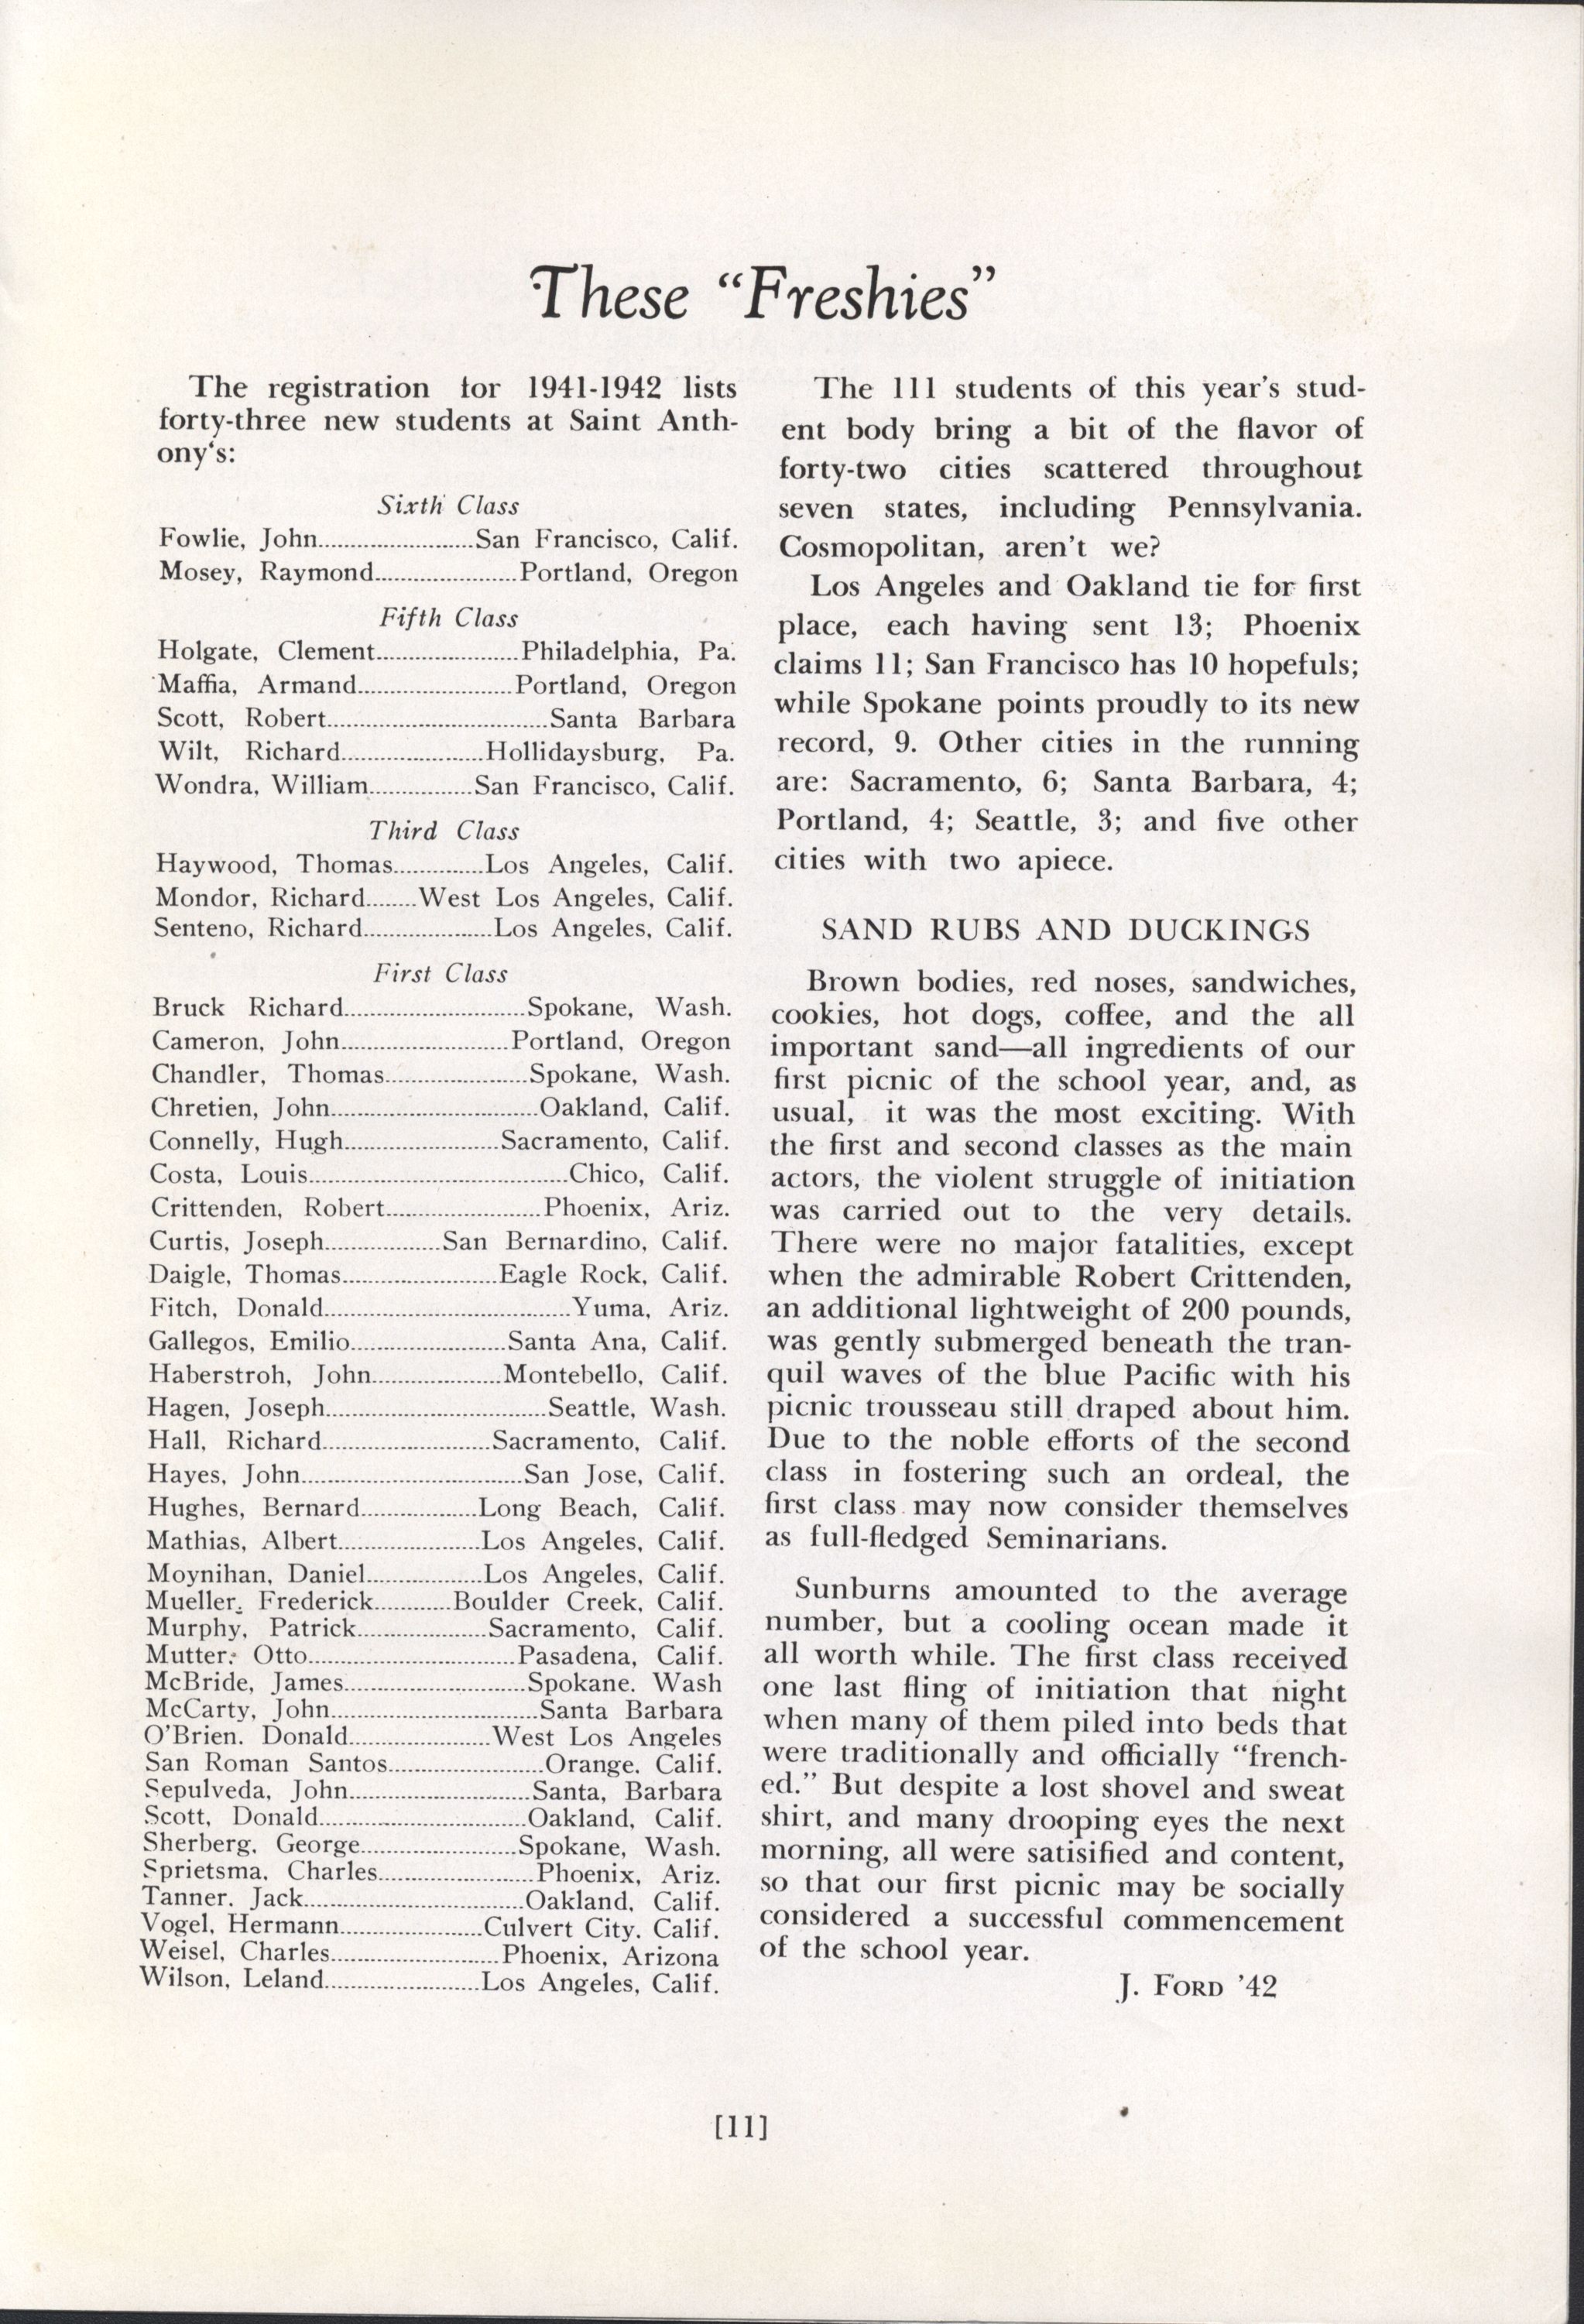 These "Freshies"
The registration for 1941-1942 lists
forty-three new students at Saint Anth-
ony's:
Sixth Class
Fowlie, John........................San Francisco, Calif.
Mosey, Raymond......................Portland, Oregon
Fifth Class
Holgate, Clement......................Philadelphia, Pa.
Maffia, Armand........................Portland, Oregon
Scott, Robert..................................Santa Barbara
Wilt, Richard......................Hollidaysburg, Pa.
Wondra, William................San Francisco, Calif.
Third Class
Haywood, Thomas..............Los Angeles, Calif.
Mondor, Richard........West Los Angeles, Calif.
Senteno, Richard....................Los Angeles, Calif.
First Class
Bruck Richard............................Spokane, Wash.
Cameron, John..........................Portland, Oregon
Chandler, Thomas......................Spokane, Wash.
Chretien, John................................Oakland, Calif.
Connelly, Hugh........................Sacramento, Calif.
Costa, Louis........................................Chico, Calif.
Crittenden, Robert........................Phoenix, Ariz.
Curtis, Joseph..................San Bernardino, Calif.
Daigle, Thomas........................Eagle Rock, Calif.
Fitch, Donald......................................Yuma, Ariz.
Gallegos, Emilio........................Santa Ana, Calif.
Haberstroh, John....................Montebello, Calif.
Hagen, Joseph..................................Seattle, Wash.
Hall, Richard..........................Sacramento, Calif.
Hayes, John..................................San Jose, Calif.
Hughes, Bernard..................Long Beach, Calif.
Mathias, Albert......................Los Angeles, Calif.
Moynihan, Daniel..................Los Angeles, Calif.
Mueller, Frederick............Boulder Creek, Calif.
Murphy, Patrick....................Sacramento, Calif.
Mutter, Otto................................Pasadena, Calif.
McBride, James............................Spokane. Wash
McCarty, John................................Santa Barbara
O'Brien. Donald......................West Los Angeles
San Roman Santos........................Orange. Calif.
Sepulveda, John............................Santa, Barbara
Scott, Donald................................Oakland, Calif.
Sherberg, George........................Spokane, Wash.
Sprietsma, Charles........................Phoenix, Ariz.
Tanner. Jack..................................Oakland, Calif.
Vogel, Hermann......................Culvert City. Calif.
Weisel, Charles..........................Phoenix, Arizona
Wilson, Leland........................Los Angeles, Calif.
The 111 students of this year's stud-
ent body bring a bit of the flavor of
forty-two cities scattered throughout
seven states, including Pennsylvania.
Cosmopolitan, aren't we?
Los Angeles and Oakland tie for first
place, each having sent 13; Phoenix
claims 11; San Francisco has 10 hopefuls;
while Spokane points proudly to its new
record, 9. Other cities in the running
are: Sacramento, 6; Santa Barbara, 4;
Portland, 4; Seattle, 3; and five other
cities with two apiece.
SAND RUBS AND DUCKINGS
Brown bodies, red noses, sandwiches,
cookies, hot dogs, coffee, and the all
important sand—all ingredients of our
first picnic of the school year, and, as
usual, it was the most exciting. With
the first and second classes as the main
actors, the violent struggle of initiation
was carried out to the very details.
There were no major fatalities, except
when the admirable Robert Crittenden,
an additional lightweight of 200 pounds,
was gently submerged beneath the tran-
quil waves of the blue Pacific with his
picnic trousseau still draped about him.
Due to the noble efforts of the second
class in fostering such an ordeal, the
first class may now consider themselves
as full-fledged Seminarians.
Sunburns amounted to the average
number, but a cooling ocean made it
all worth while. The first class received
one last fling of initiation that night
when many of them piled into beds that
were traditionally and officially "french-
ed." But despite a lost shovel and sweat
shirt, and many drooping eyes the next
morning, all were satisified and content,
so that our first picnic may be socially
considered a successful commencement
of the school year.
J. FORD '42
[11]